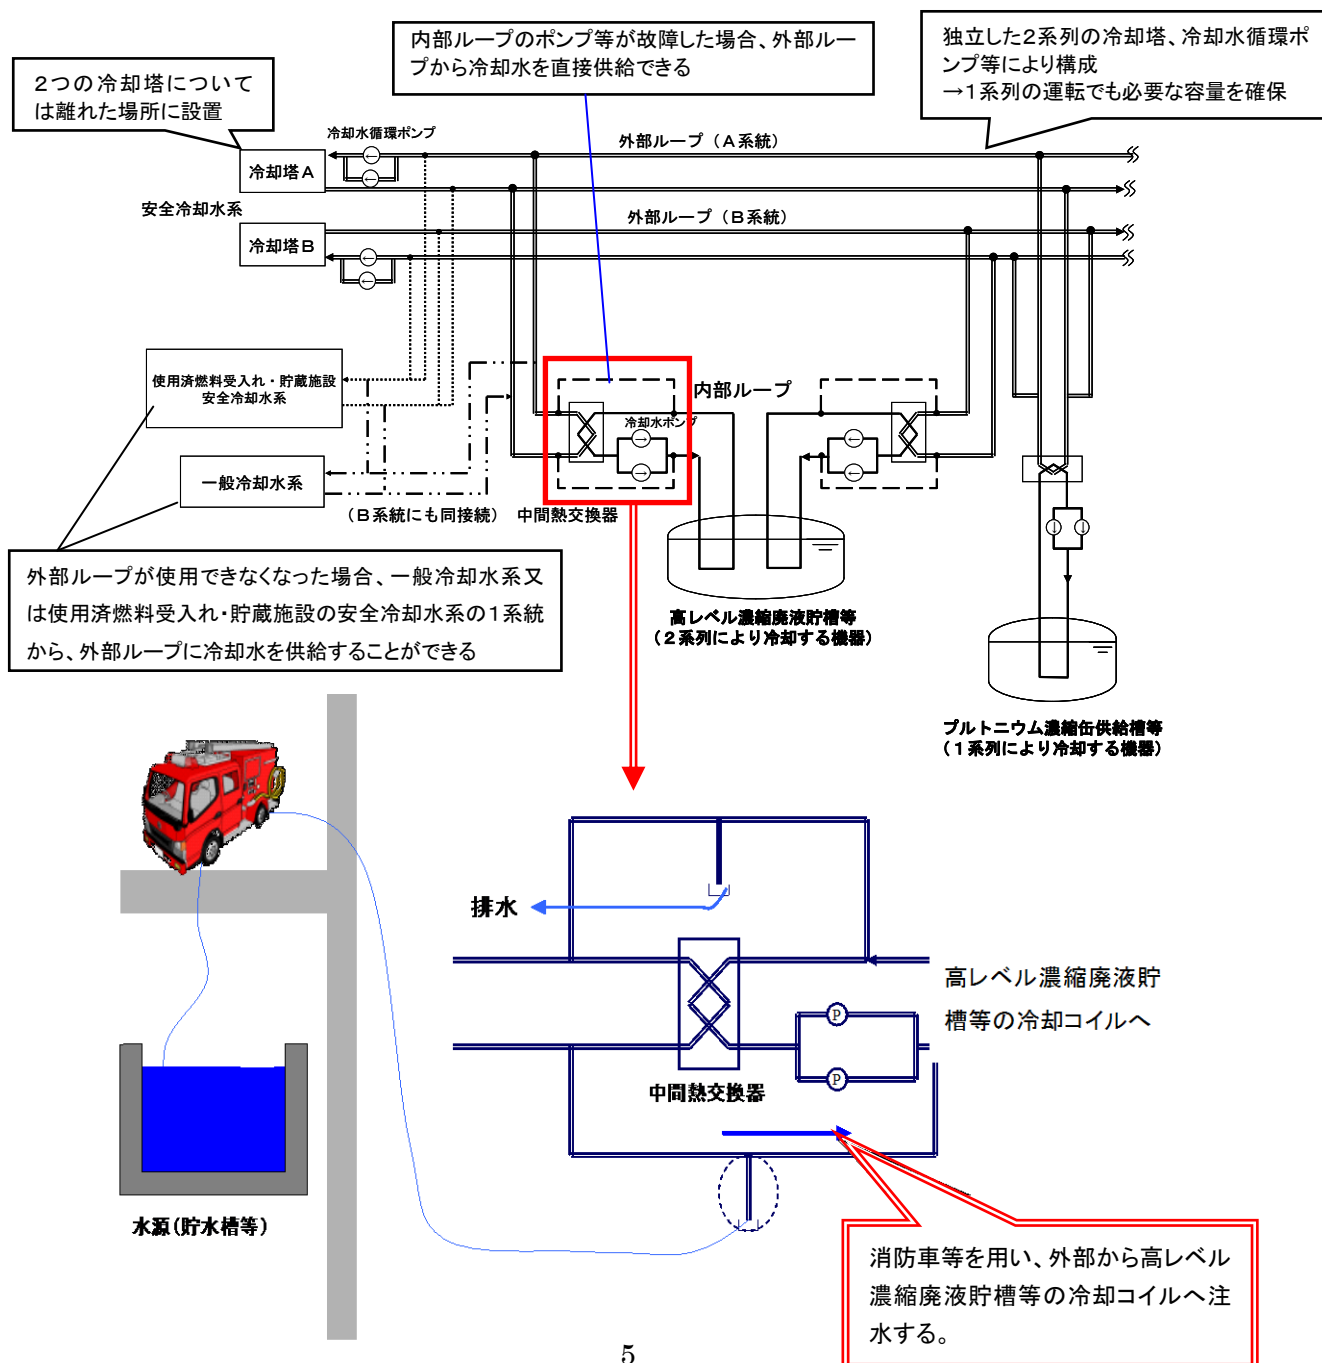 内部ループのポンプ等が故障した場合、外部ルー
プから冷却水を直接供給できる
独立した2系列の冷却塔、冷却水循環ポ
ンプ等により構成
→1系列の運転でも必要な容量を確保
２つの冷却塔について
は離れた場所に設置
冷却水循環ポンプ
外部ループ（Ａ系統）
冷却塔Ａ
安全冷却水系
外部ループ（Ｂ系統）
冷却塔Ｂ
使用済燃料受入れ・貯蔵施設
安全冷却水系
内部ループ
冷却水ポンプ
一般冷却水系
（Ｂ系統にも同接続）
中間熱交換器
外部ループが使用できなくなった場合、一般冷却水系又
は使用済燃料受入れ・貯蔵施設の安全冷却水系の1系統
から、外部ループに冷却水を供給することができる
高レベル濃縮廃液貯槽等
（２系列により冷却する機器）
プルトニウム濃縮缶供給槽等
（１系列により冷却する機器）
排水
高レベル濃縮廃液貯
槽等の冷却コイルへ
P
P
中間熱交換器
水源(貯水槽等)
消防車等を用い、外部から高レベル
濃縮廃液貯槽等の冷却コイルへ注
水する。
5